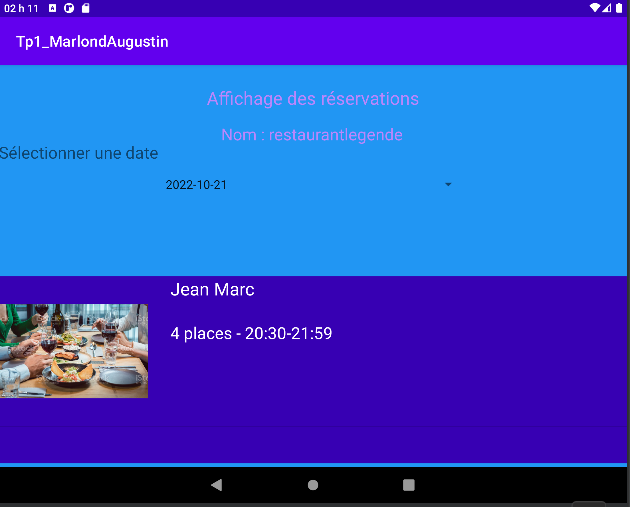 02 h 11
Tp1_MarlondAugustin
Affichage des réservations
Nom : restaurantlegende
Sélectionner une date
2022-10-21
Jean Marc
4 places - 20:30-21:59